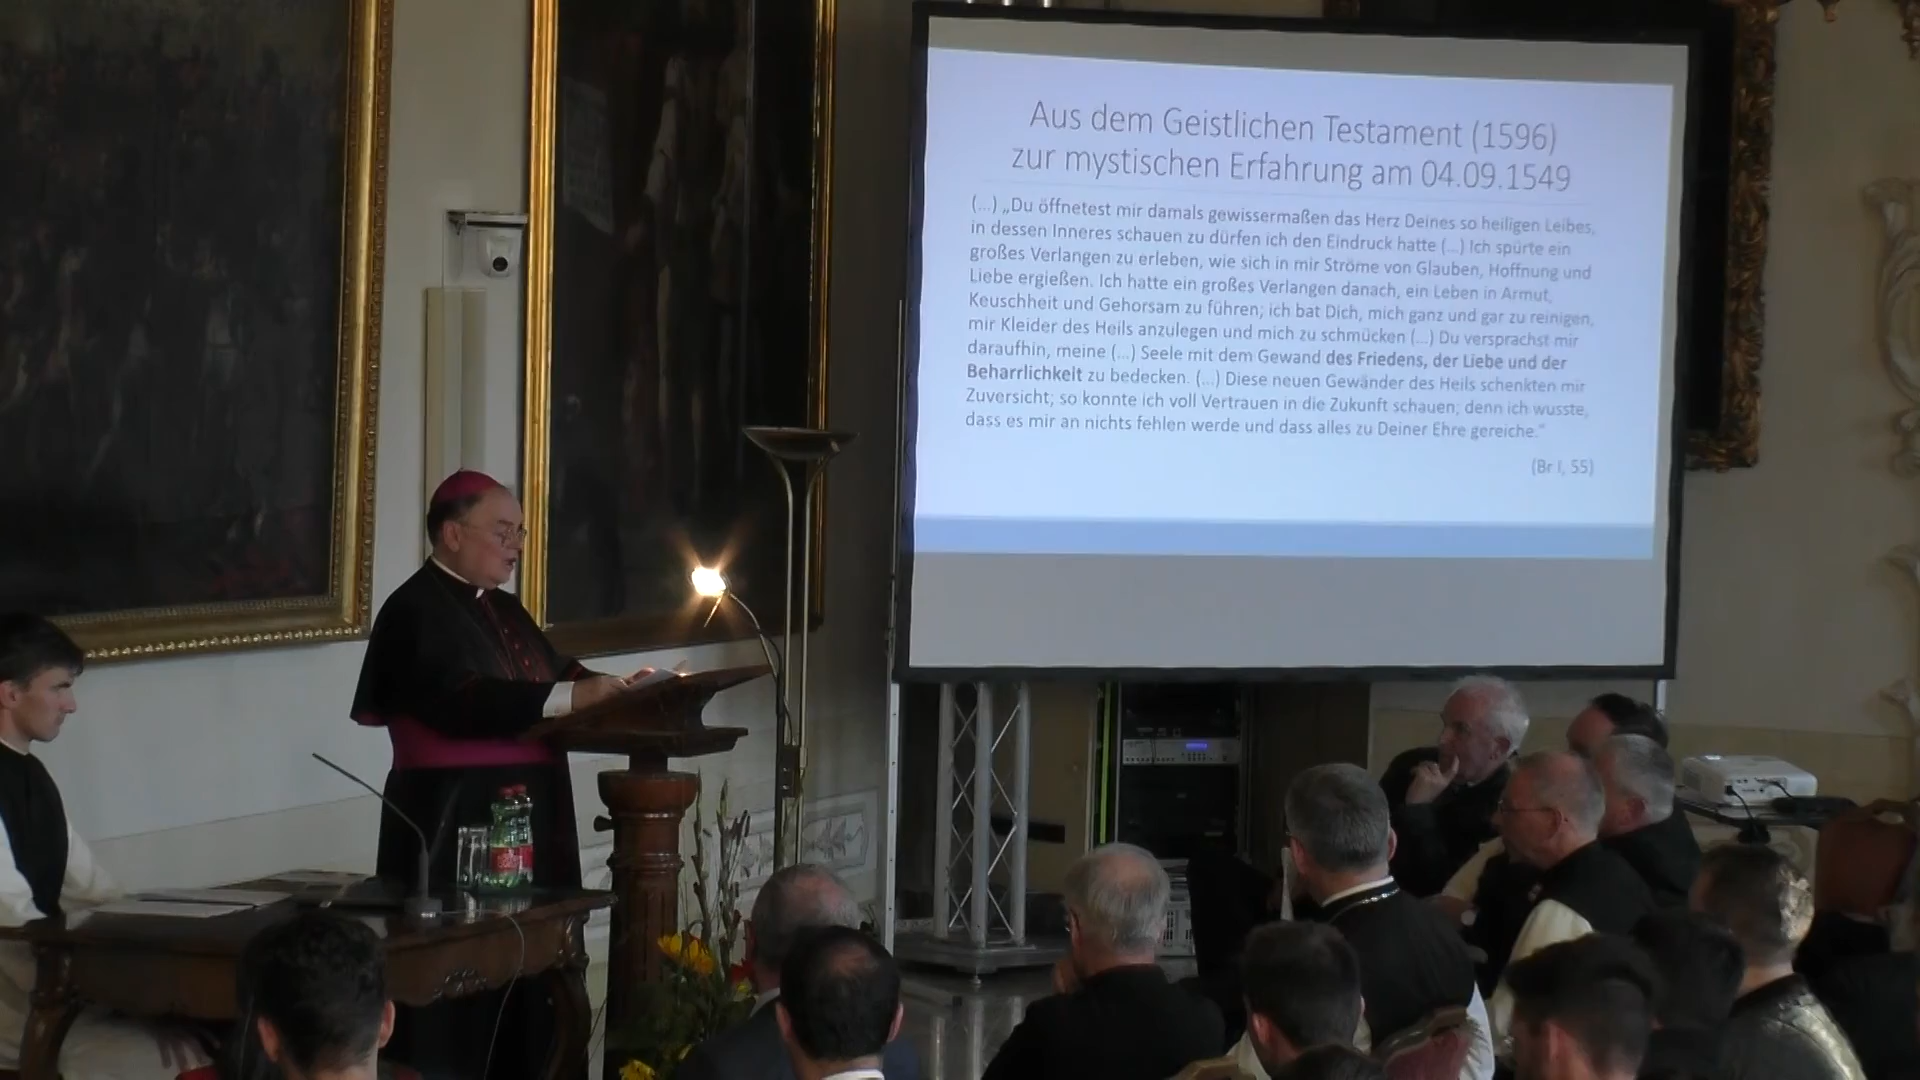 Aus dem Geistlichen Testament (1596)
zur mystischen Erfahrung am 04.09.1549
(...) „Du öffnetest mir damals gewissermaßen das Herz Deines so heiligen Leibes,
in dessen Inneres schauen zu dürfen ich den Eindruck hatte (...) Ich spürte ein
großes Verlangen zu erleben, wie sich in mir Ströme von Glauben, Hoffnung und
Liebe ergießen. Ich hatte ein großes Verlangen danach, ein Leben in Armut,
Keuschheit und Gehorsam zu führen; ich bat Dich, mich ganz und gar zu reinigen,
mir Kleider des Heils anzulegen und mich zu schmücken (...) Du versprachst mir
daraufhin, meine (...) Seele mit dem Gewand des Friedens, der Liebe und der
Beharrlichkeit zu bedecken. (...) Diese neuen Gewänder des Heils schenkten mir
Zuversicht; so konnte ich voll Vertrauen in die Zukunft schauen; denn ich wusste,
dass es mir an nichts fehlen werde und dass alles zu Deiner Ehre gereiche.“
(Br I, 55)